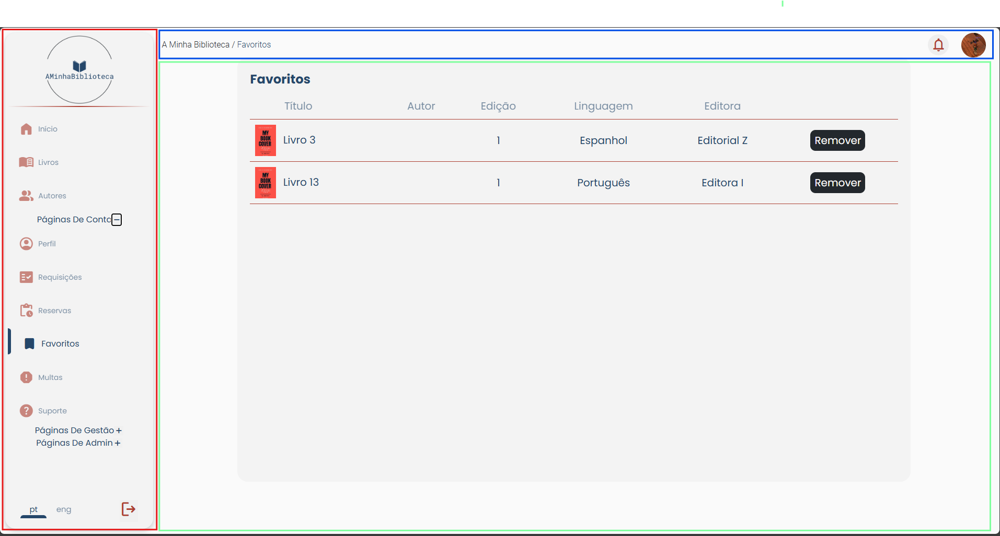 AMinhaBiblioteca
Início
Livros
Autores
Páginas De Conta
Perfil
Requisições
Reservas
Favoritos
Multas
Suporte
Páginas De Gestão +
Páginas De Admin +
pt eng
A Minha Biblioteca / Favoritos
Favoritos
Título Autor Edição Linguagem Editora
MY
BOOK
COVER
Livro 3 1 Espanhol Editorial Z Remover
MY
BOOK
COVER
Livro 13 1 Português Editora I Remover